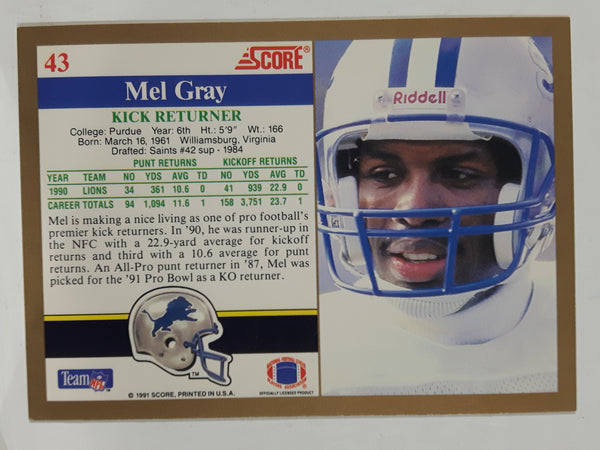 43
SCORE®
Mel Gray
KICK RETURNER
College: Purdue Year: 6th Ht.: 5'9" Wt.: 166
Born: March 16, 1961 Williamsburg, Virginia
Drafted: Saints #42 sup - 1984
PUNT RETURNS KICKOFF RETURNS
YEAR TEAM NO YDS AVG TD NO YDS AVG TD
1990 LIONS 34 361 10.6 0 41 939 22.9 0
CAREER TOTALS 94 1,094 11.6 1 158 3,751 23.7 1
Mel is making a nice living as one of pro football's
premier kick returners. In '90, he was runner-up in
the NFC with a 22.9-yard average for kickoff
returns and third with a 10.6 average for punt
returns. An All-Pro punt returner in '87, Mel was
picked for the '91 Pro Bowl as a KO returner.
TM
Team NFL
© 1991 SCORE, PRINTED IN U.S.A.
OFFICIALLY LICENSED PRODUCT
Riddell